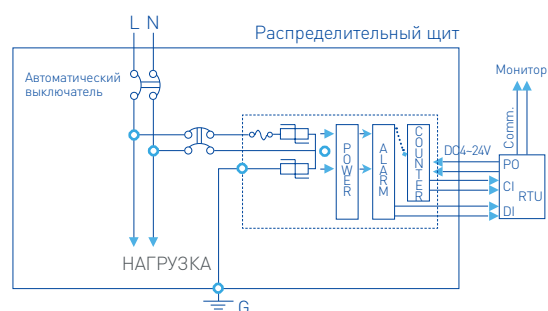 L N
Распределительный щит
Автоматический
выключатель
Монитор
Comm.
POWER
ALARM
COUNTER
DC4~24V
PO
CI
RTU
DI
НАГРУЗКА
G